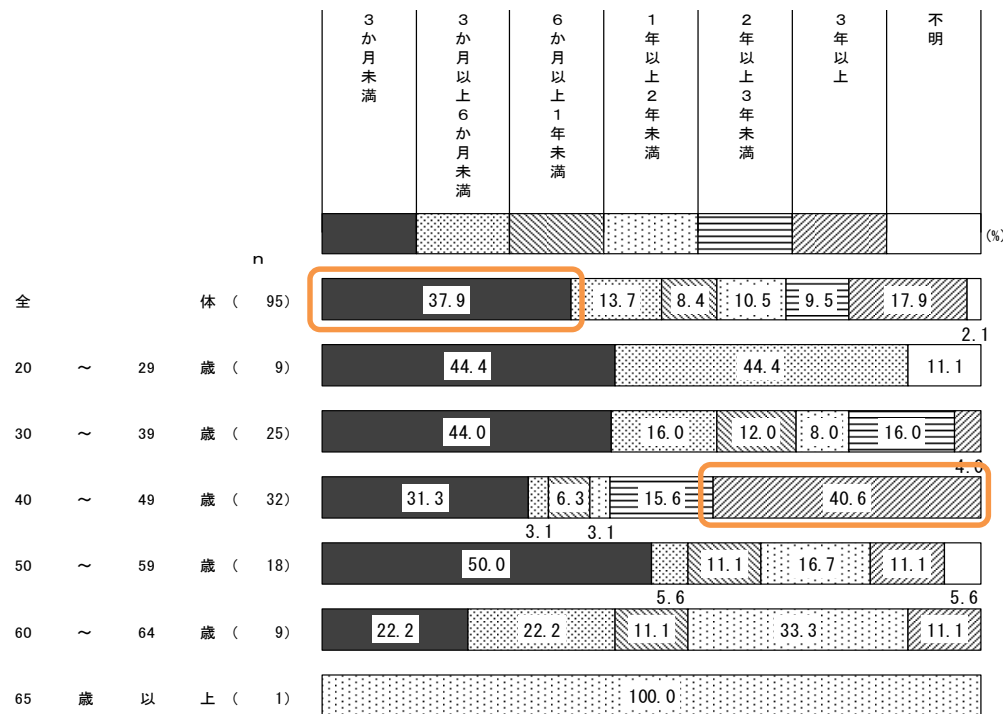 3か月未満
3か月以上6か月未満
6か月以上1年未満
1年以上2年未満
2年以上3年未満
3年以上
不明
(%)
n
全体( 95) 37.9 13.7 8.4 10.5 9.5 17.9
2.1
20 ~ 29 歳 ( 9) 44.4 44.4 11.1
30 ~ 39 歳 ( 25) 44.0 16.0 12.0 8.0 16.0
4.0
40 ~ 49 歳 ( 32) 31.3 6.3 15.6 40.6
3.1 3.1
50 ~ 59 歳 ( 18) 50.0 11.1 16.7 11.1
5.6 5.6
60 ~ 64 歳 ( 9) 22.2 22.2 11.1 33.3 11.1
65 歳 以 上 ( 1) 100.0